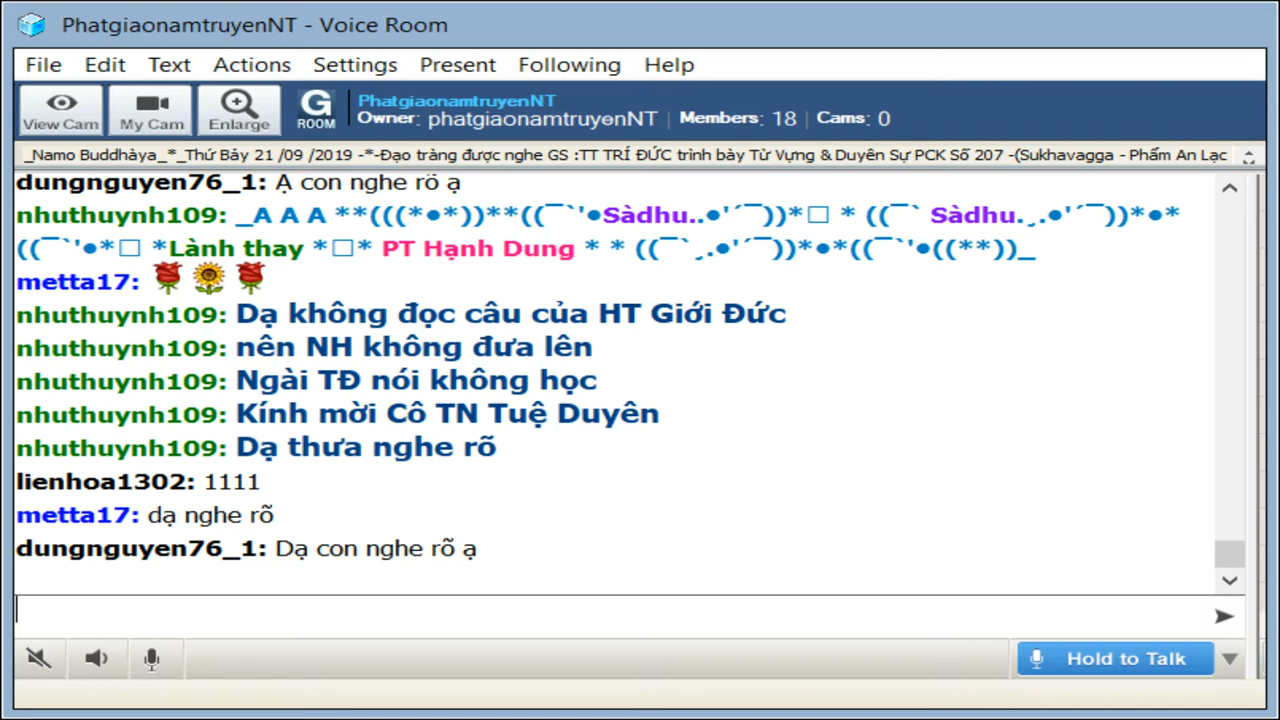 PhatgiaonamtruyenNT - Voice Room
File Edit Text Actions Settings Present Following Help
View Cam My Cam Enlarge G ROOM
PhatgiaonamtruyenNT
Owner: phatgiaonamtruyenNT Members: 18 Cams: 0
_Namo Buddhàya_*_Thứ Bảy 21 /09 /2019 -*-Đạo tràng được nghe GS :TT TRÍ ĐỨC trình bày Từ Vựng & Duyên Sự PCK Số 207 -(Sukhavagga - Phẩm An Lạc
dungnguyen76_1: Ạ con nghe rõ ạ
nhuthuynh109: _A A A **(((*●*))**((¯`'●Sàdhu..●'´¯))*□ * ((¯` Sàdhu.¸.●'´¯))*●*
((¯`'●*□ *Lành thay *□* PT Hạnh Dung * * ((¯`¸.●'´¯))*●*((¯`'●((**))_
metta17:
nhuthuynh109: Dạ không đọc câu của HT Giới Đức
nhuthuynh109: nên NH không đưa lên
nhuthuynh109: Ngài TĐ nói không học
nhuthuynh109: Kính mời Cô TN Tuệ Duyên
nhuthuynh109: Dạ thưa nghe rõ
lienhoa1302: 1111
metta17: dạ nghe rõ
dungnguyen76_1: Dạ con nghe rõ ạ
Hold to Talk